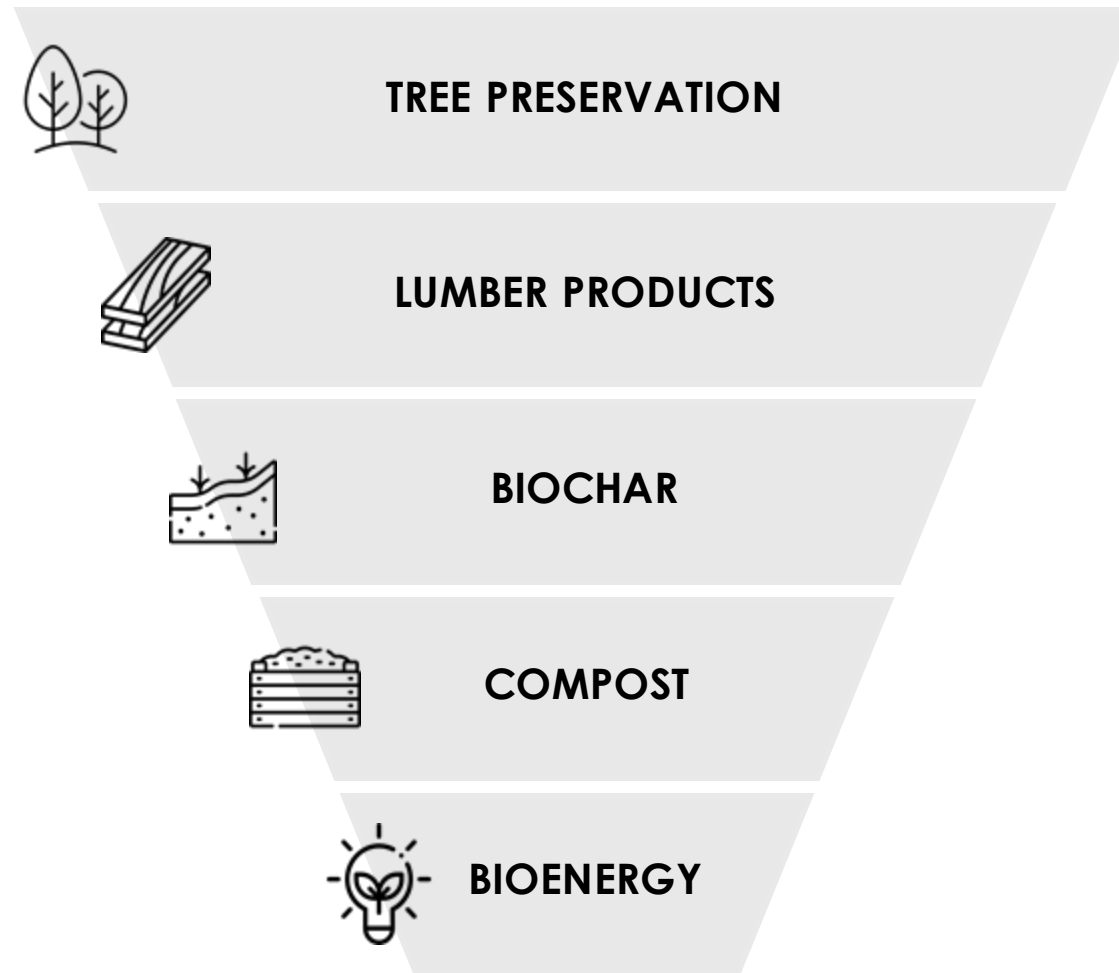 TREE PRESERVATION
LUMBER PRODUCTS
BIOCHAR
COMPOST
BIOENERGY